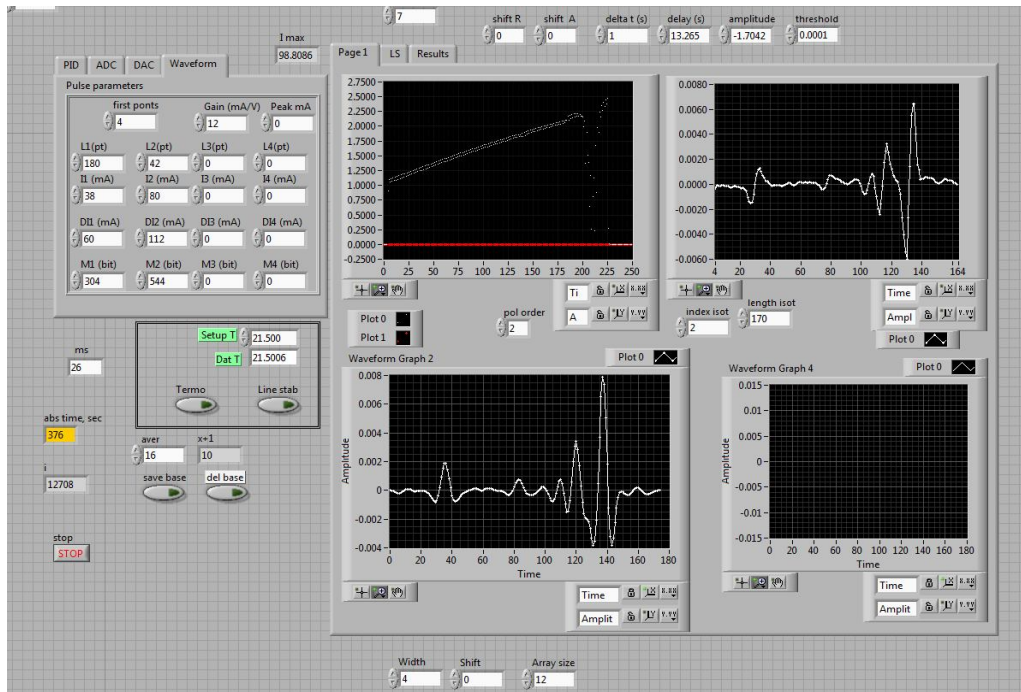 7
shift R shift A delta t (s) delay (s) amplitude threshold
0 0 1 13.265 -1.7042 0.0001
I max
98.8086
PID ADC DAC Waveform
Pulse parameters
first ponts Gain (mA/V) Peak mA
4 12 0
L1(pt) L2(pt) L3(pt) L4(pt)
180 42 0 0
I1 (mA) I2 (mA) I3 (mA) I4 (mA)
38 80 0 0
DI1 (mA) DI2 (mA) DI3 (mA) DI4 (mA)
60 112 0 0
M1 (bit) M2 (bit) M3 (bit) M4 (bit)
304 544 0 0
Page 1 LS Results
2.7500
2.5000
2.2500
2.0000
1.7500
1.5000
1.2500
1.0000
0.7500
0.5000
0.2500
0.0000
-0.2500
0 25 50 75 100 125 150 175 200 225 250
Ti
A
Plot 0
Plot 1
pol order
2
0.0080
0.0060
0.0040
0.0020
0.0000
-0.0020
-0.0040
-0.0060
4 20 40 60 80 100 120 140 164
index isot
2
length isot
170
Time
Ampl
Plot 0
ms
26
Setup T 21.500
Dat T 21.5006
Termo Line stab
abs time, sec
376
aver x+1
16 10
i
12708
save base del base
stop
STOP
Waveform Graph 2 Plot 0
0.008
0.006
0.004
0.002
0
-0.002
-0.004
Amplitude
0 20 40 60 80 100 120 140 160 180
Time
Time
Amplit
Waveform Graph 4 Plot 0
0.015
0.01
0.005
0
-0.005
-0.01
-0.015
Amplitude
0 20 40 60 80 100 120 140 160 180
Time
Time
Amplit
Width Shift Array size
4 0 12